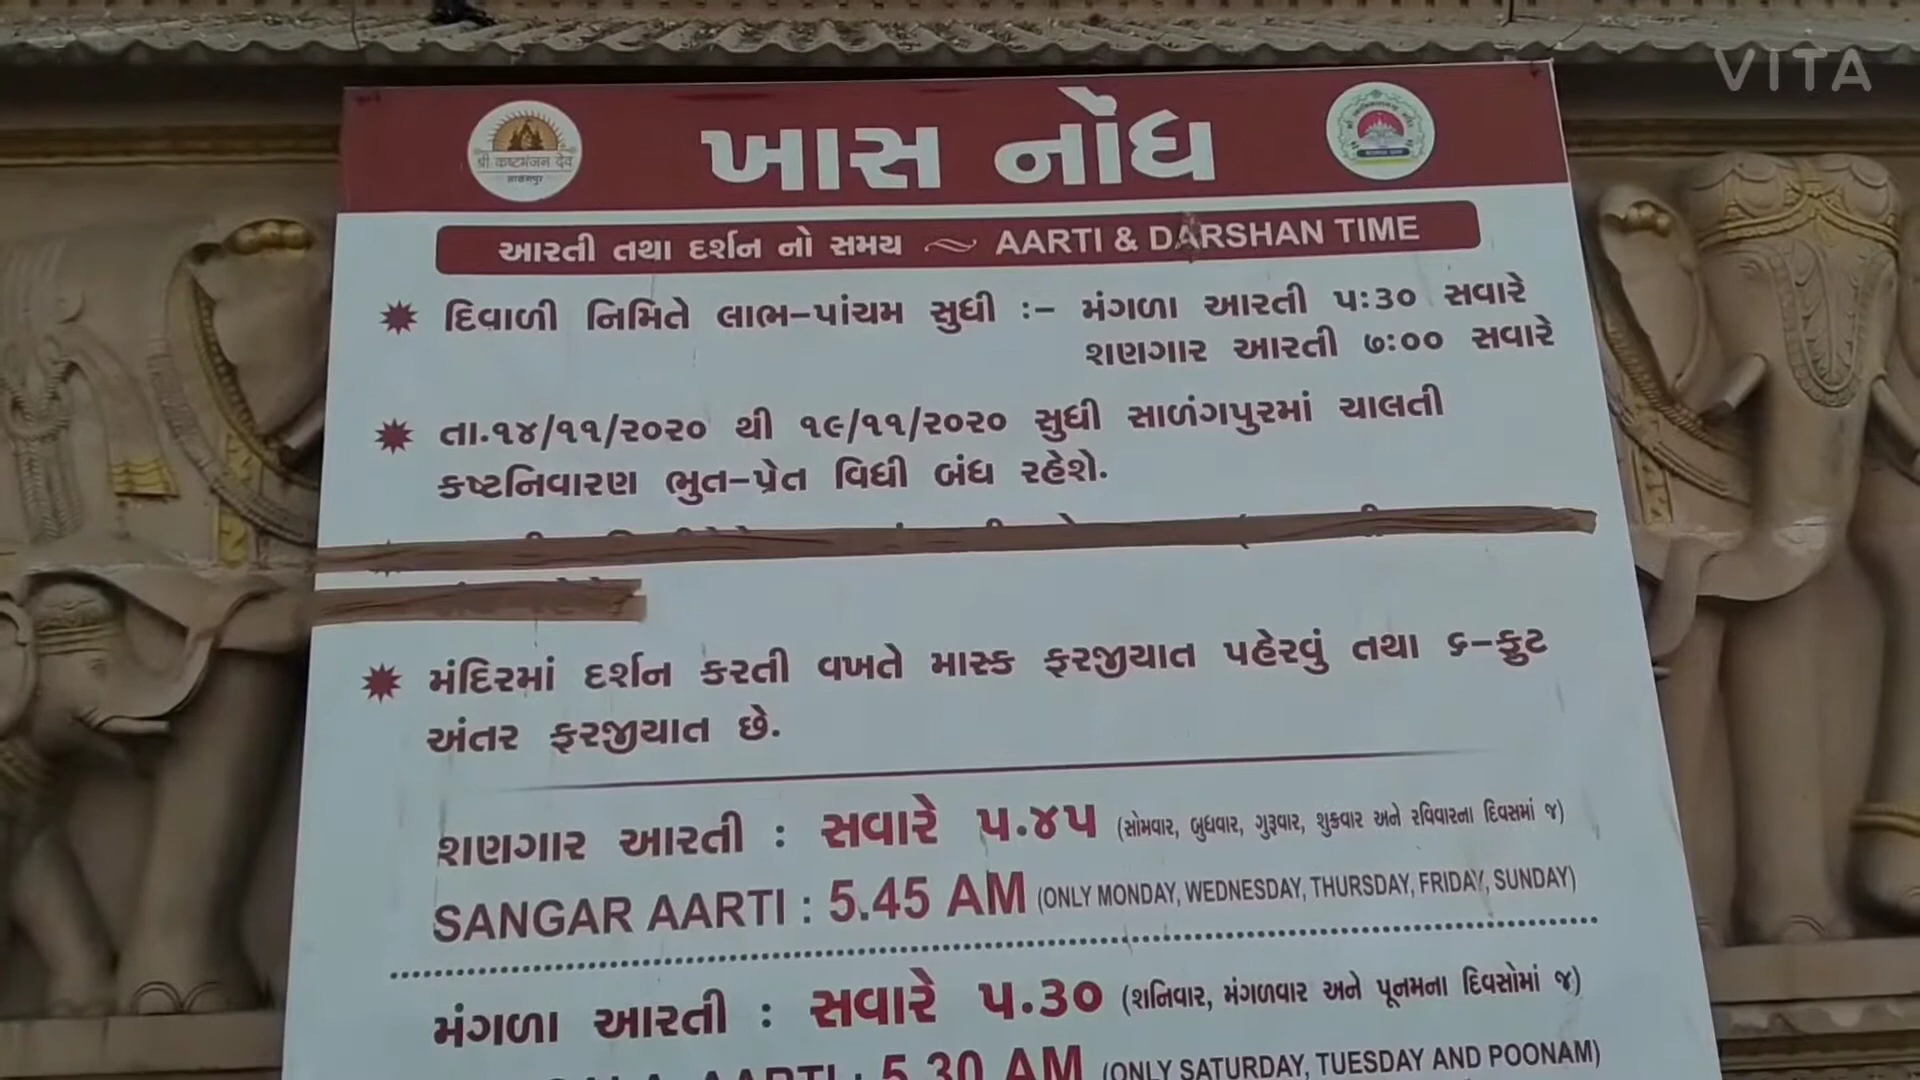 VITA
ખાસ નોંધ
શ્રી કષ્ટભંજન દેવ
આરતી તથા દર્શન નો સમય ~ AARTI & DARSHAN TIME
દિવાળી નિમિતે લાભ-પાંચમ સુધી :- મંગળા આરતી ૫:૩૦ સવારે
શણગાર આરતી ૭:૦૦ સવારે
તા.૧૪/૧૧/૨૦૨૦ થી ૧૯/૧૧/૨૦૨૦ સુધી સાળંગપુરમાં ચાલતી
કષ્ટનિવારણ ભુત-પ્રેત વિધી બંધ રહેશે.
મંદિરમાં દર્શન કરતી વખતે માસ્ક ફરજીયાત પહેરવું તથા ૬-ફુટ
અંતર ફરજીયાત છે.
શણગાર આરતી : સવારે ૫.૪૫ (સોમવાર, બુધવાર, ગુરૂવાર, શુક્રવાર અને રવિવારના દિવસમાં જ)
SANGAR AARTI : 5.45 AM (ONLY MONDAY, WEDNESDAY, THURSDAY, FRIDAY, SUNDAY)
મંગળા આરતી : સવારે ૫.૩૦ (શનિવાર, મંગળવાર અને પૂનમના દિવસોમાં જ)
AARTI : 5.30 AM (ONLY SATURDAY, TUESDAY AND POONAM)